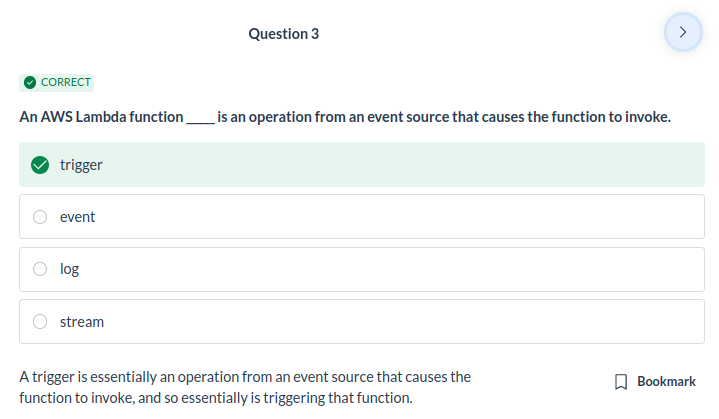 Question 3
CORRECT
An AWS Lambda function _____ is an operation from an event source that causes the function to invoke.
trigger
event
log
stream
A trigger is essentially an operation from an event source that causes the
function to invoke, and so essentially is triggering that function.
Bookmark